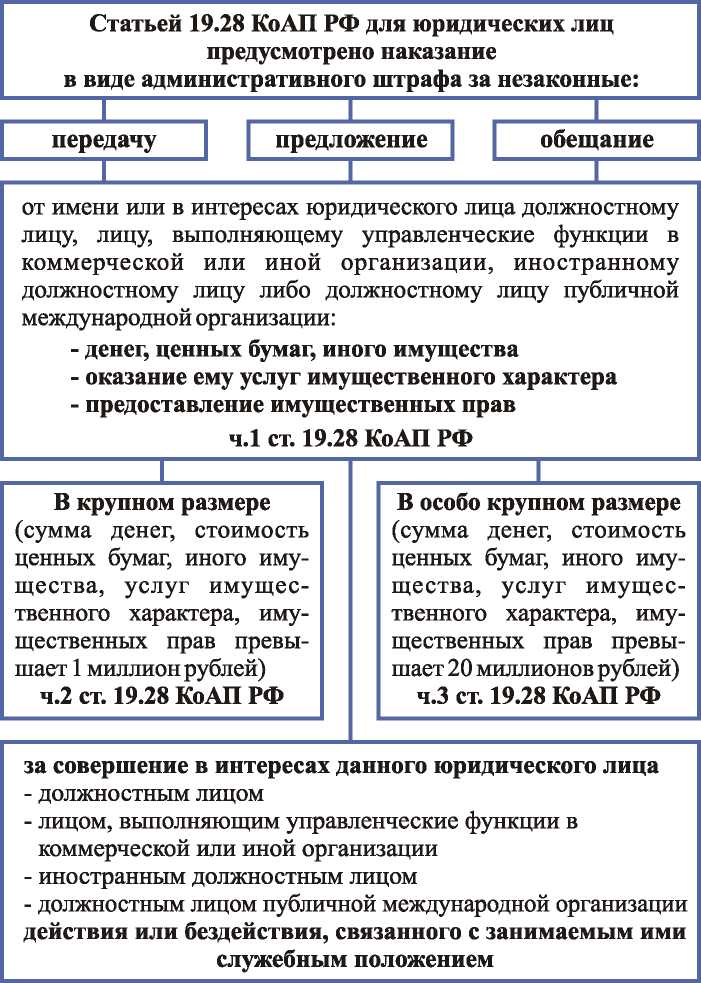 Статьей 19.28 КоАП РФ для юридических лиц
предусмотрено наказание
в виде административного штрафа за незаконные:
передачу
предложение
обещание
от имени или в интересах юридического лица должностному
лицу, лицу, выполняющему управленческие функции в
коммерческой или иной организации, иностранному
должностному лицу либо должностному лицу публичной
международной организации:
- денег, ценных бумаг, иного имущества
- оказание ему услуг имущественного характера
- предоставление имущественных прав
ч.1 ст. 19.28 КоАП РФ
В крупном размере
(сумма денег, стоимость
ценных бумаг, иного иму-
щества, услуг имущес-
твенного характера, иму-
щественных прав превы-
шает 1 миллион рублей)
ч.2 ст. 19.28 КоАП РФ
В особо крупном размере
(сумма денег, стоимость
ценных бумаг, иного иму-
щества, услуг имущес-
твенного характера, иму-
щественных прав превы-
шает 20 миллионов рублей)
ч.3 ст. 19.28 КоАП РФ
за совершение в интересах данного юридического лица
- должностным лицом
- лицом, выполняющим управленческие функции в
коммерческой или иной организации
- иностранным должностным лицом
- должностным лицом публичной международной организации
действия или бездействия, связанного с занимаемым ими
служебным положением